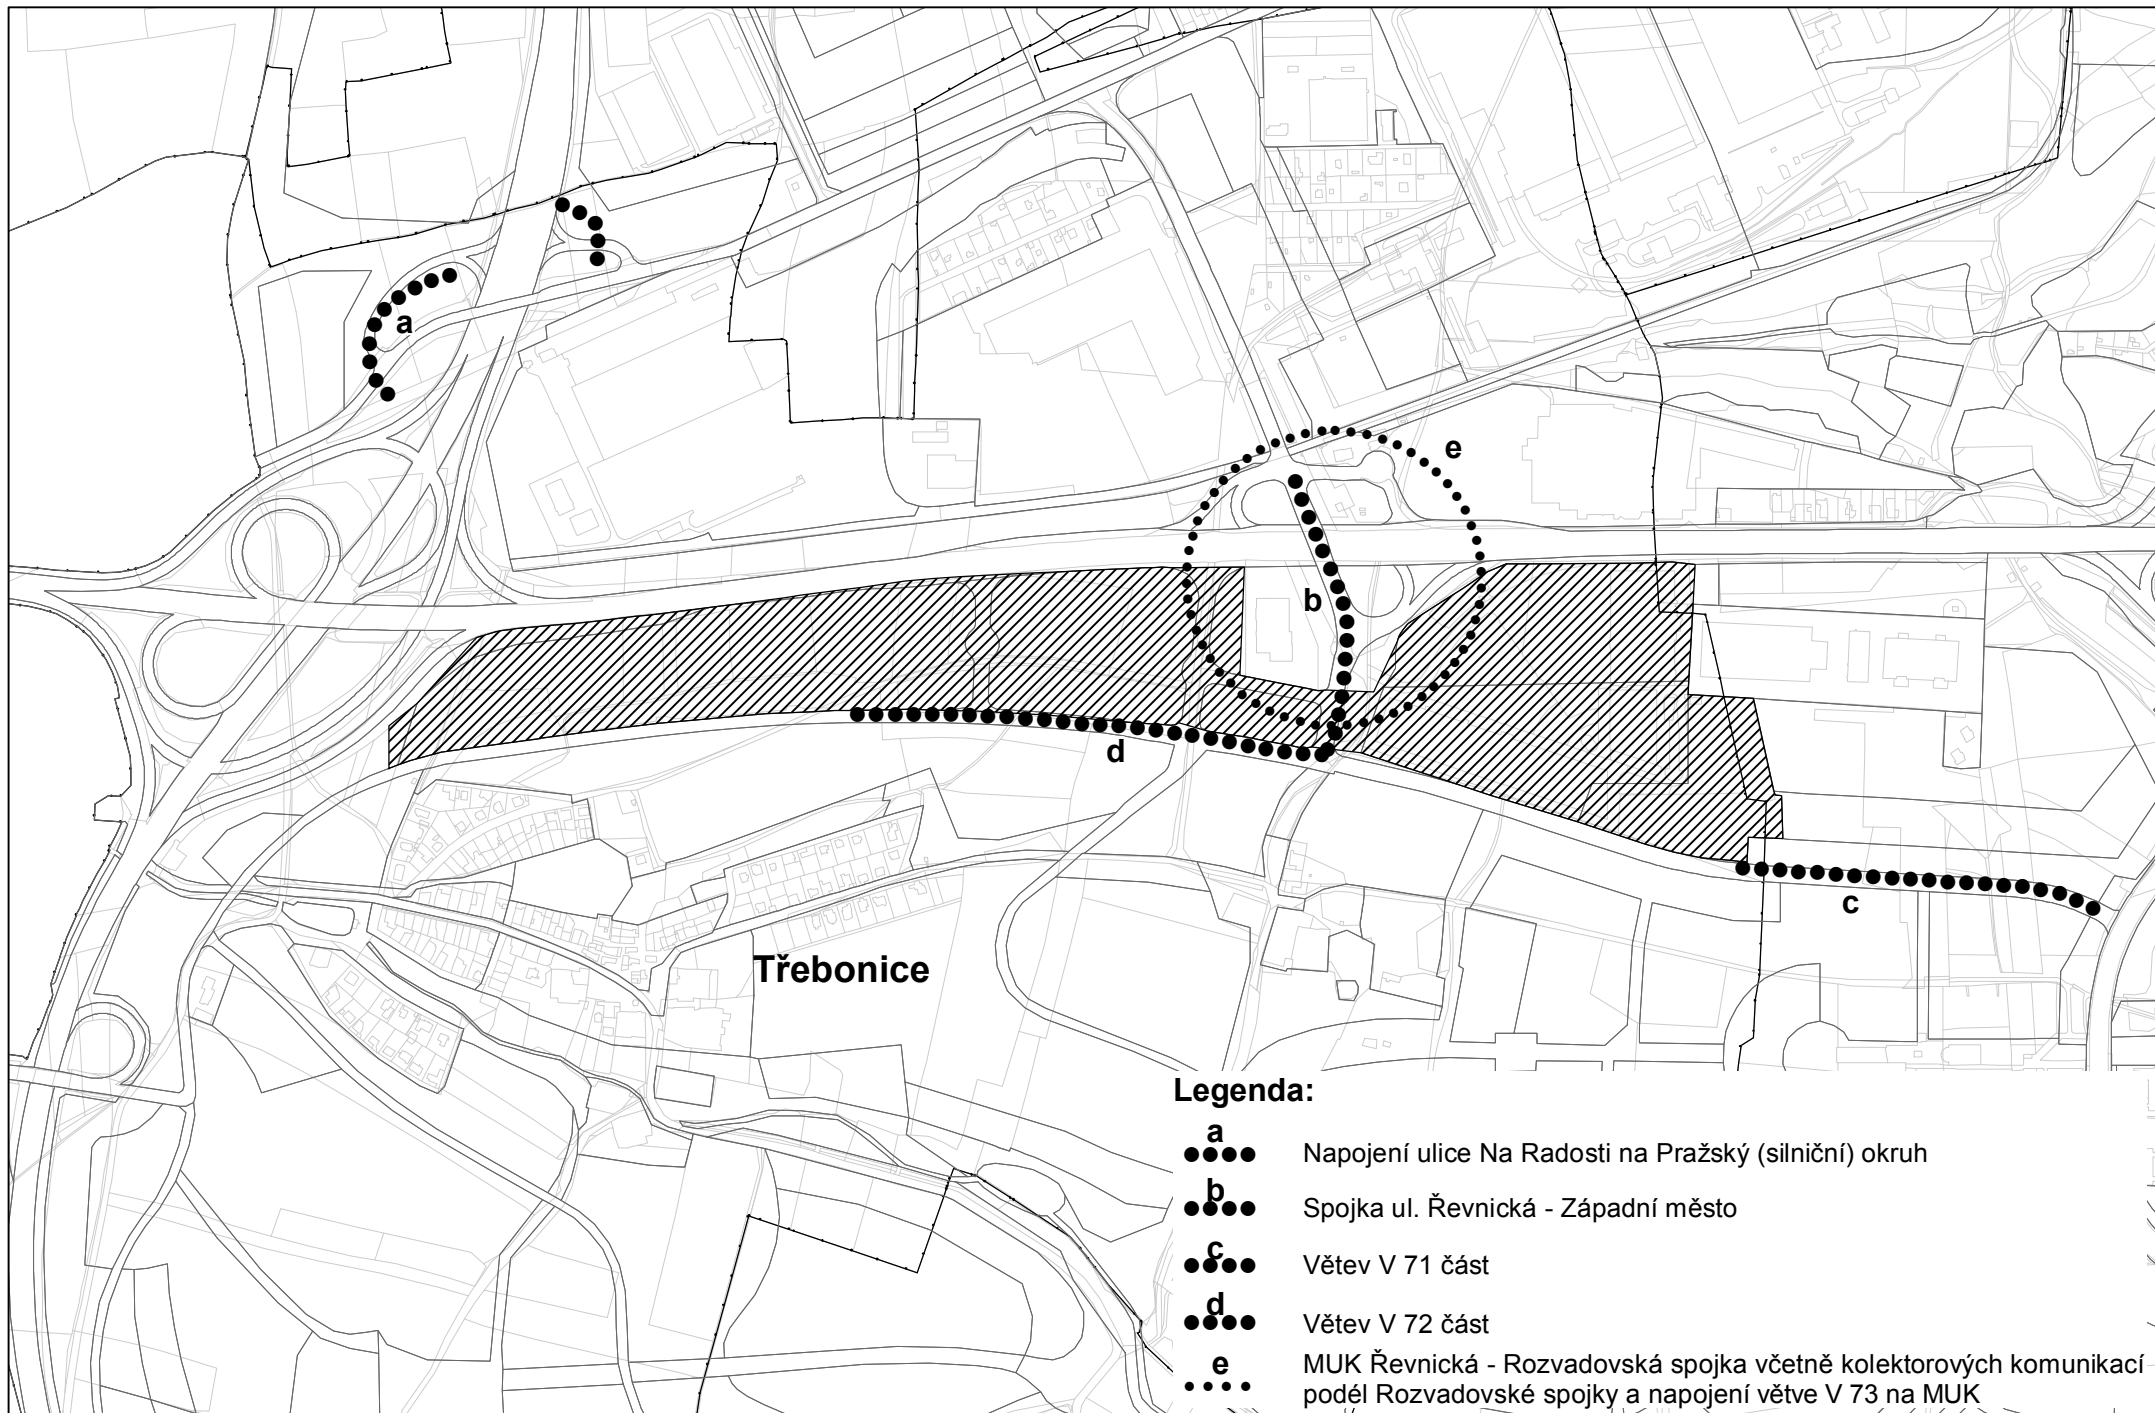 a
e
b
d
c
Třebonice
Legenda:
a
Napojení ulice Na Radosti na Pražský (silniční) okruh
b
Spojka ul. Řevnická - Západní město
c
Větev V 71 část
d
Větev V 72 část
e
MUK Řevnická - Rozvadovská spojka včetně kolektorových komunikací
podél Rozvadovské spojky a napojení větve V 73 na MUK